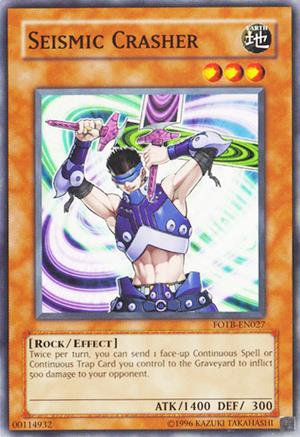 SEISMIC CRASHER
EARTH
地
FOTB-EN027
[ROCK/EFFECT]
Twice per turn, you can send 1 face-up Continuous Spell or
Continuous Trap Card you control to the Graveyard to inflict
500 damage to your opponent.
ATK/1400 DEF/ 300
00114932
©1996 KAZUKI TAKAHASHI